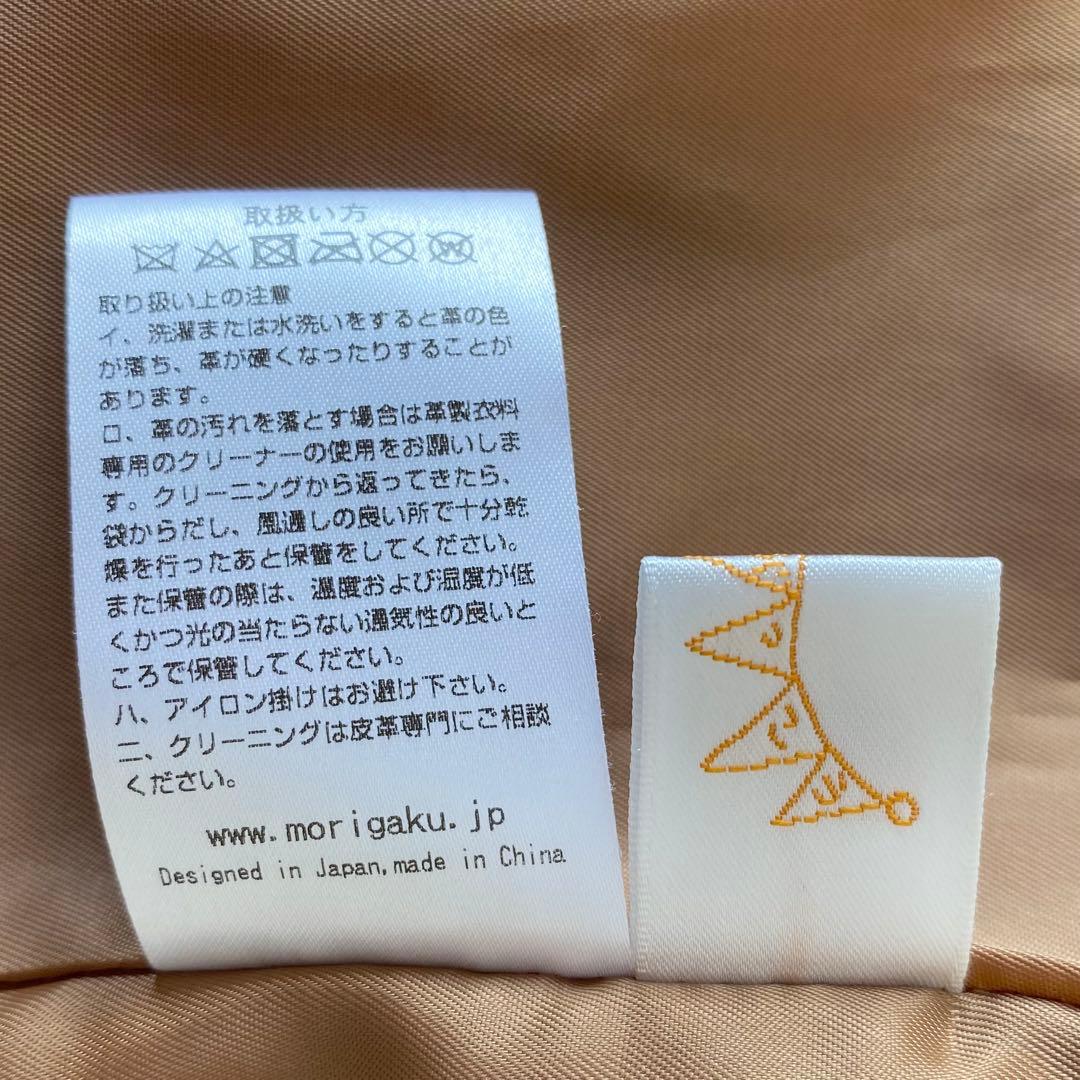 取扱い方
取り扱い上の注意
イ、洗濯または水洗いをすると革の色
が落ち、革が硬くなったりすることが
あります。
ロ、革の汚れを落とす場合は革製衣料
専用のクリーナーの使用をお願いしま
す。クリーニングから返ってきたら、
袋からだし、風通しの良い所で十分乾
燥を行ったあと保管をしてください。
また保管の際は、温度および湿度が低
くかつ光の当たらない通気性の良いと
ころで保管してください。
ハ、アイロン掛けはお避け下さい。
ニ、クリーニングは皮革専門にご相談
ください。
www.morigaku.jp
Designed in Japan,made in China